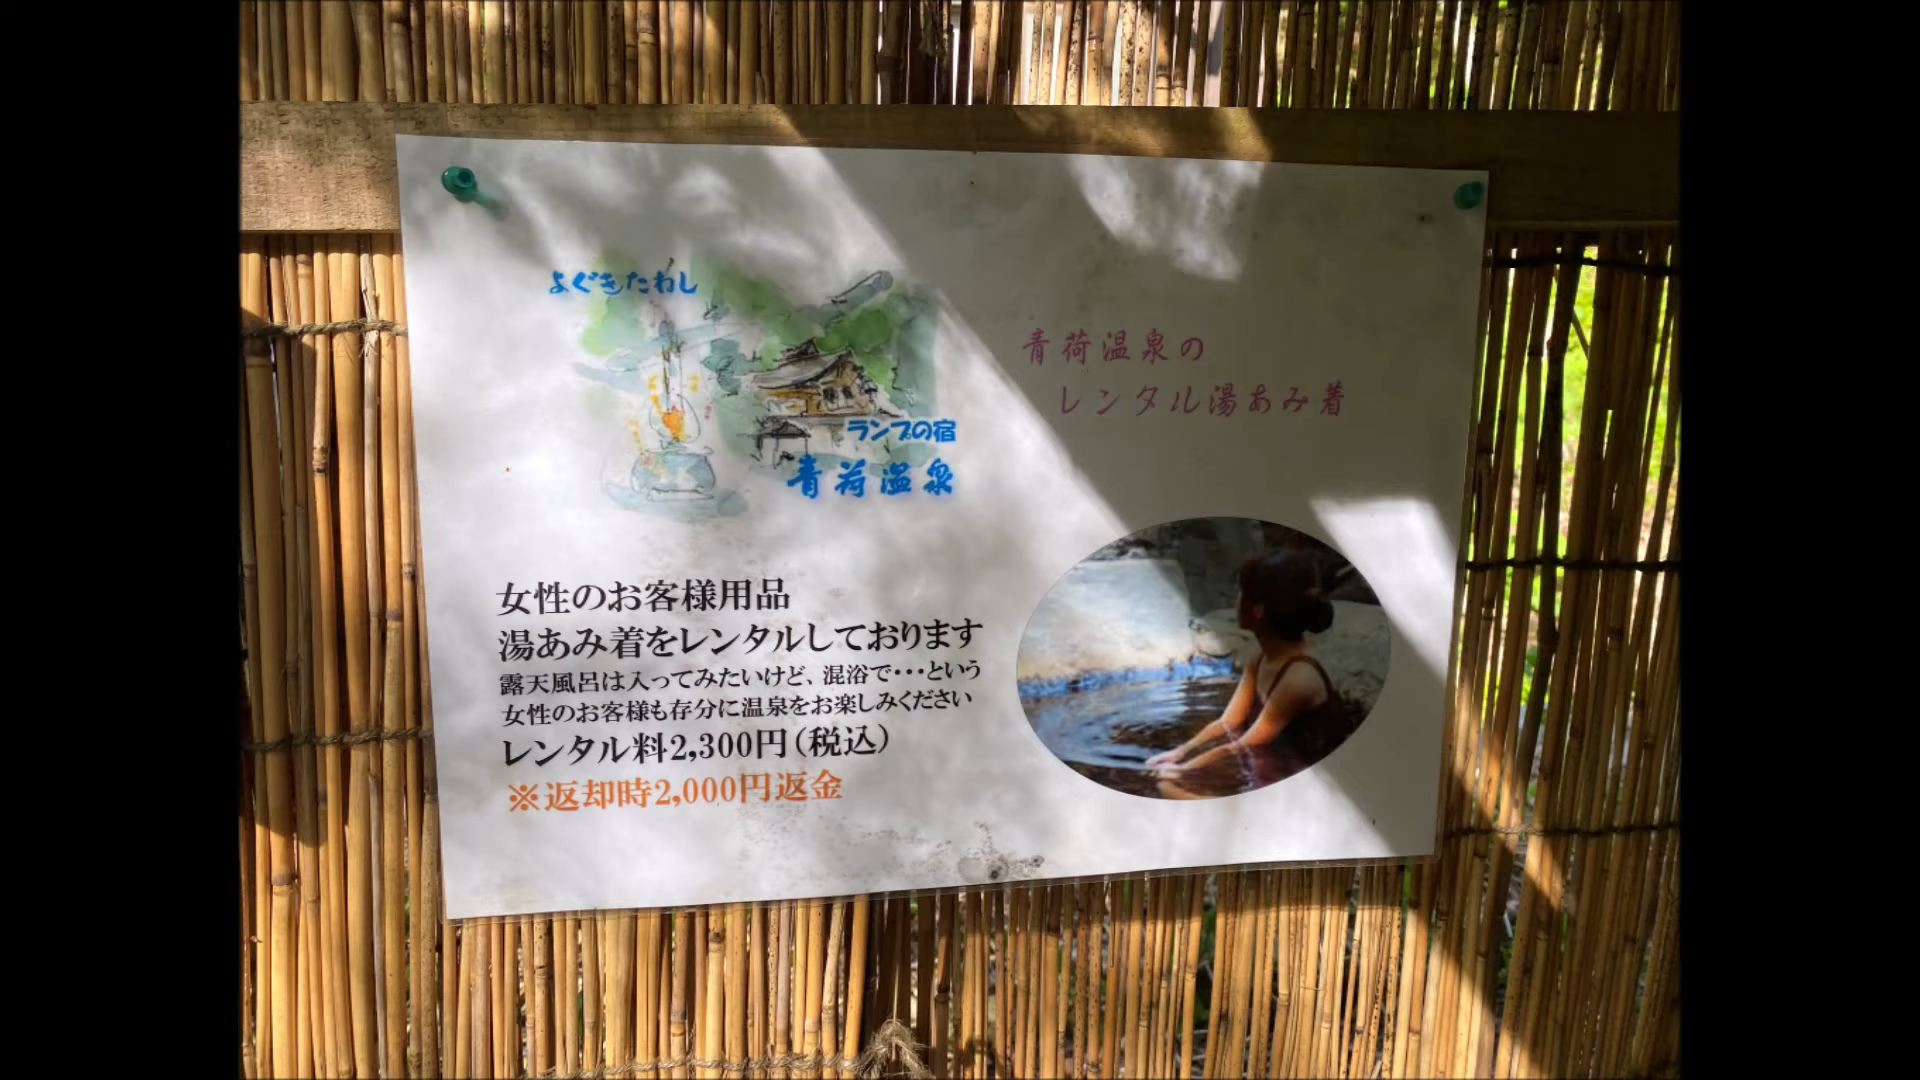 よぐきたねし
ランプの宿
青荷温泉
青荷温泉の
レンタル湯あみ着
女性のお客様用品
湯あみ着をレンタルしております
露天風呂は入ってみたいけど、混浴で・・・という
女性のお客様も存分に温泉をお楽しみください
レンタル料2,300円（税込）
※返却時2,000円返金